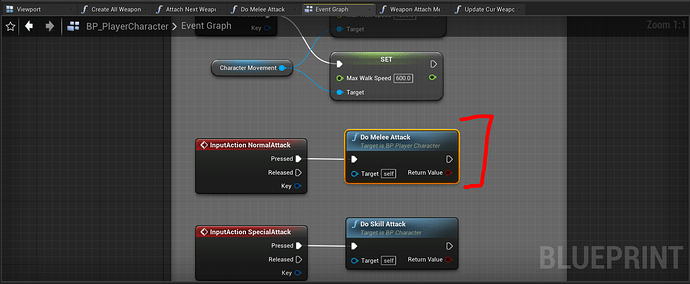 Viewport
Create All Weapon
Attach Next Weape
Do Melee Attack
Event Graph
Weapon Attach Me
Update Cur Weapc
BP_PlayerCharacter > Event Graph
Zoom 1:1
Key
Target
SET
Character Movement
Max Walk Speed 600.0
Target
InputAction NormalAttack
Pressed
Released
Key
f Do Melee Attack
Target is BP Player Character
Target self
Return Value
InputAction SpecialAttack
Pressed
Released
Key
f Do Skill Attack
Target is BP Character
Target self
Return Value
BLUEPRINT